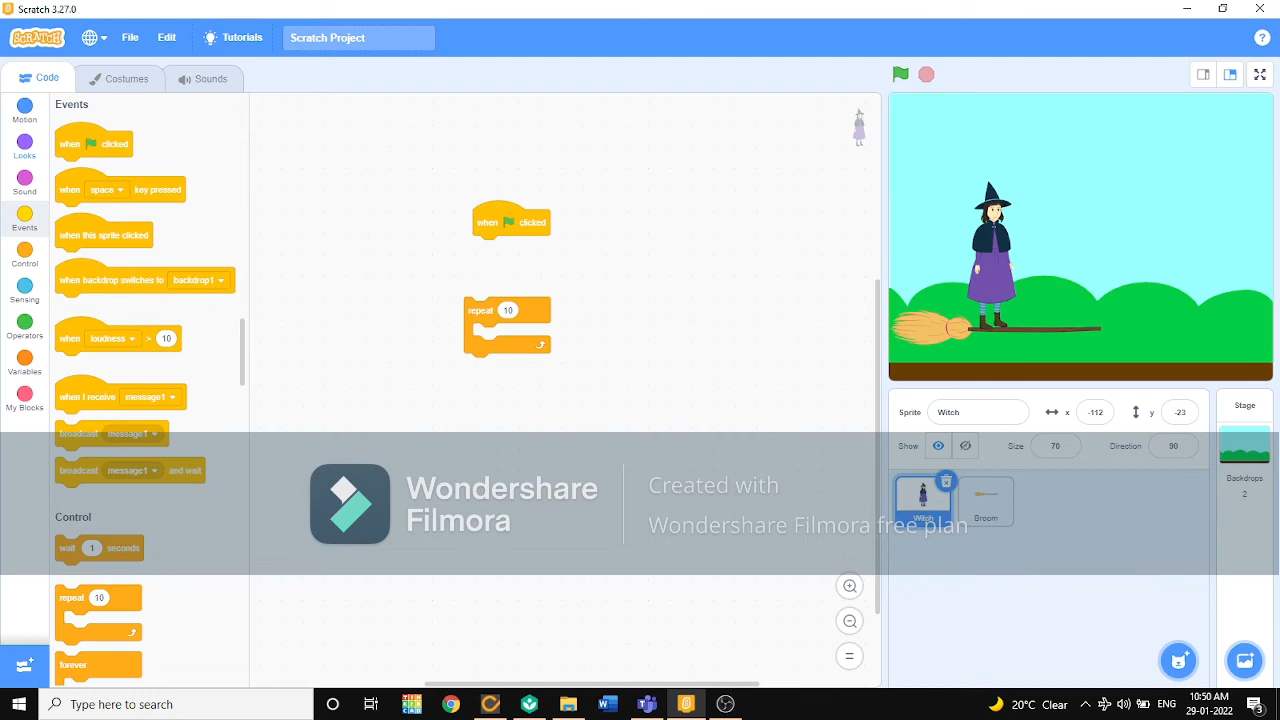 Scratch 3.27.0
SCRATCH File Edit Tutorials Scratch Project
Code Costumes Sounds
Motion
Looks
Sound
Events
Control
Sensing
Operators
Variables
My Blocks
Events
when clicked
when space key pressed
when this sprite clicked
when backdrop switches to backdrop1
when loudness > 10
when I receive message1
broadcast message1
broadcast message1 and wait
Control
wait 1 seconds
repeat 10
forever
when clicked
repeat 10
Sprite Witch x -112 y -23
Show Size 70 Direction 90
Witch
Broom
Stage
Backdrops
2
Wondershare
Filmora
Created with
Wondershare Filmora free plan
Type here to search
TIN
KER
CAD
20°C Clear
ENG
10:50 AM
29-01-2022
3